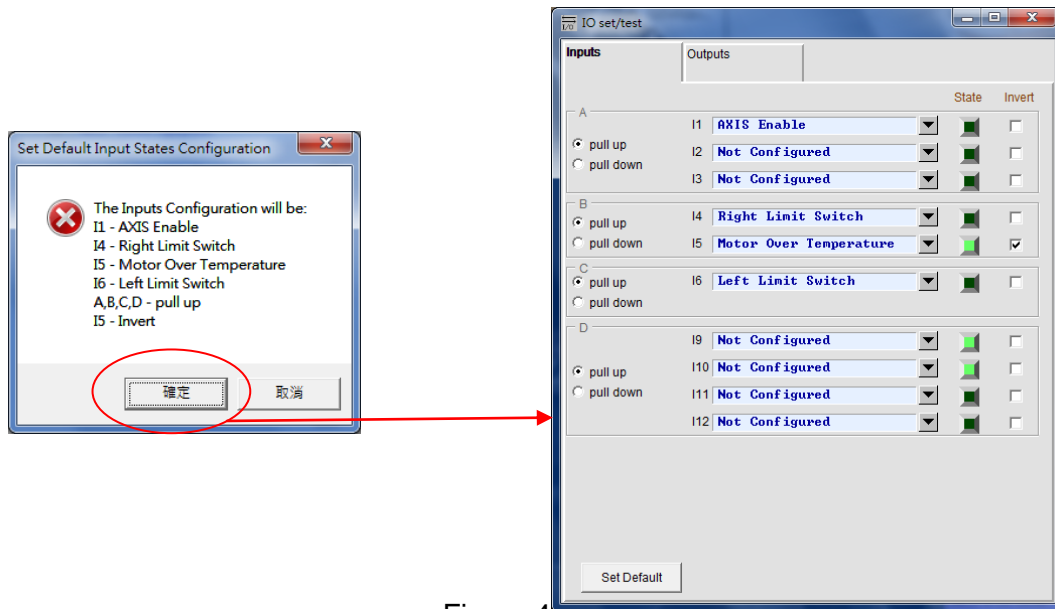 Set Default Input States Configuration
The Inputs Configuration will be:
I1 - AXIS Enable
I4 - Right Limit Switch
I5 - Motor Over Temperature
I6 - Left Limit Switch
A,B,C,D - pull up
I5 - Invert
確定 取消
I/O IO set/test
Inputs Outputs
State Invert
A
pull up
pull down
I1 AXIS Enable
I2 Not Configured
I3 Not Configured
B
pull up
pull down
I4 Right Limit Switch
I5 Motor Over Temperature
C
pull up
pull down
I6 Left Limit Switch
D
pull up
pull down
I9 Not Configured
I10 Not Configured
I11 Not Configured
I12 Not Configured
Set Default